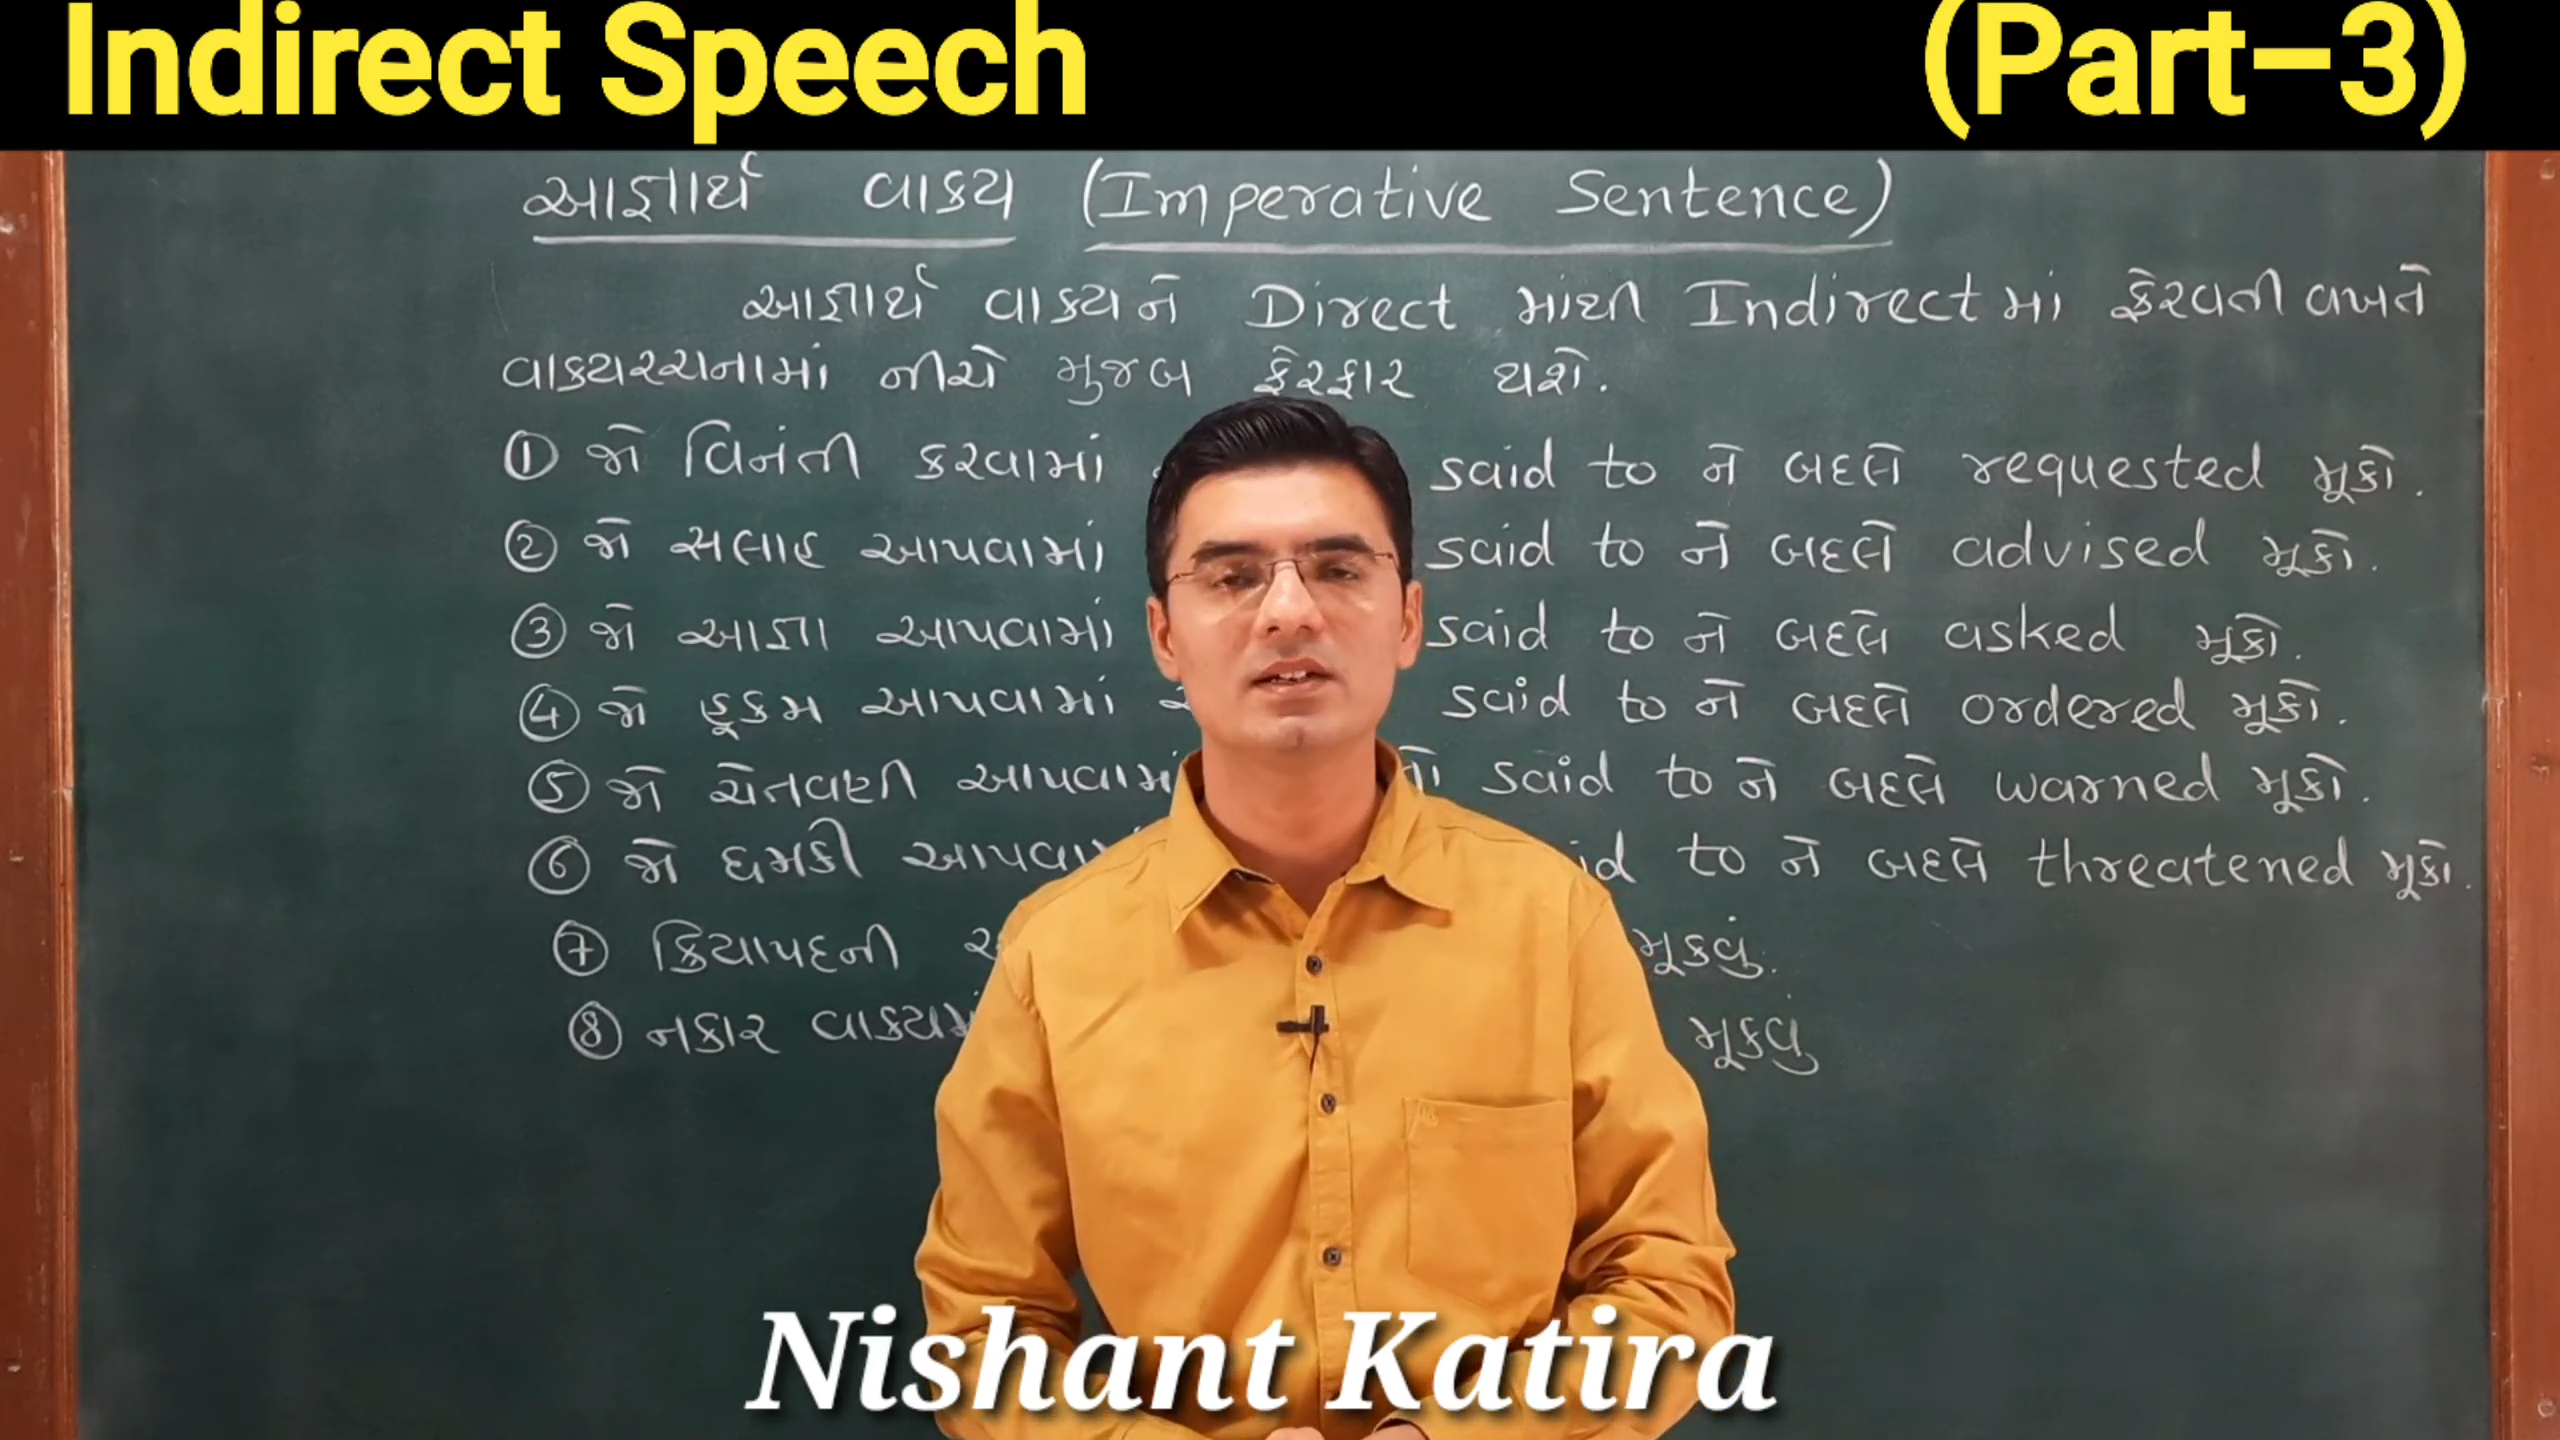 Indirect Speech (Part-3)
આજ્ઞાર્થ વાકય (Imperative Sentence)
આજ્ઞાર્થ વાકયને Direct માંથી Indirect માં ફેરવતી વખતે
વાકયરચનામાં નીચે મુજબ ફેરફાર થશે.
① જો વિનંતી કરવામાં said to ને બદલે requested મૂકો.
② જો સલાહ આપવામાં said to ને બદલે advised મૂકો.
③ જો આજ્ઞા આપવામાં said to ને બદલે asked મૂકો.
④ જો હૂકમ આપવામાં said to ને બદલે ordered મૂકો.
⑤ જો ચેતવણી આપવામાં said to ને બદલે warned મૂકો.
⑥ જો ધમકી to ને બદલે threatened મૂકો.
⑦ ક્રિયાપદની મૂકવું.
⑧ નકાર મૂકવું
Nishant Katira